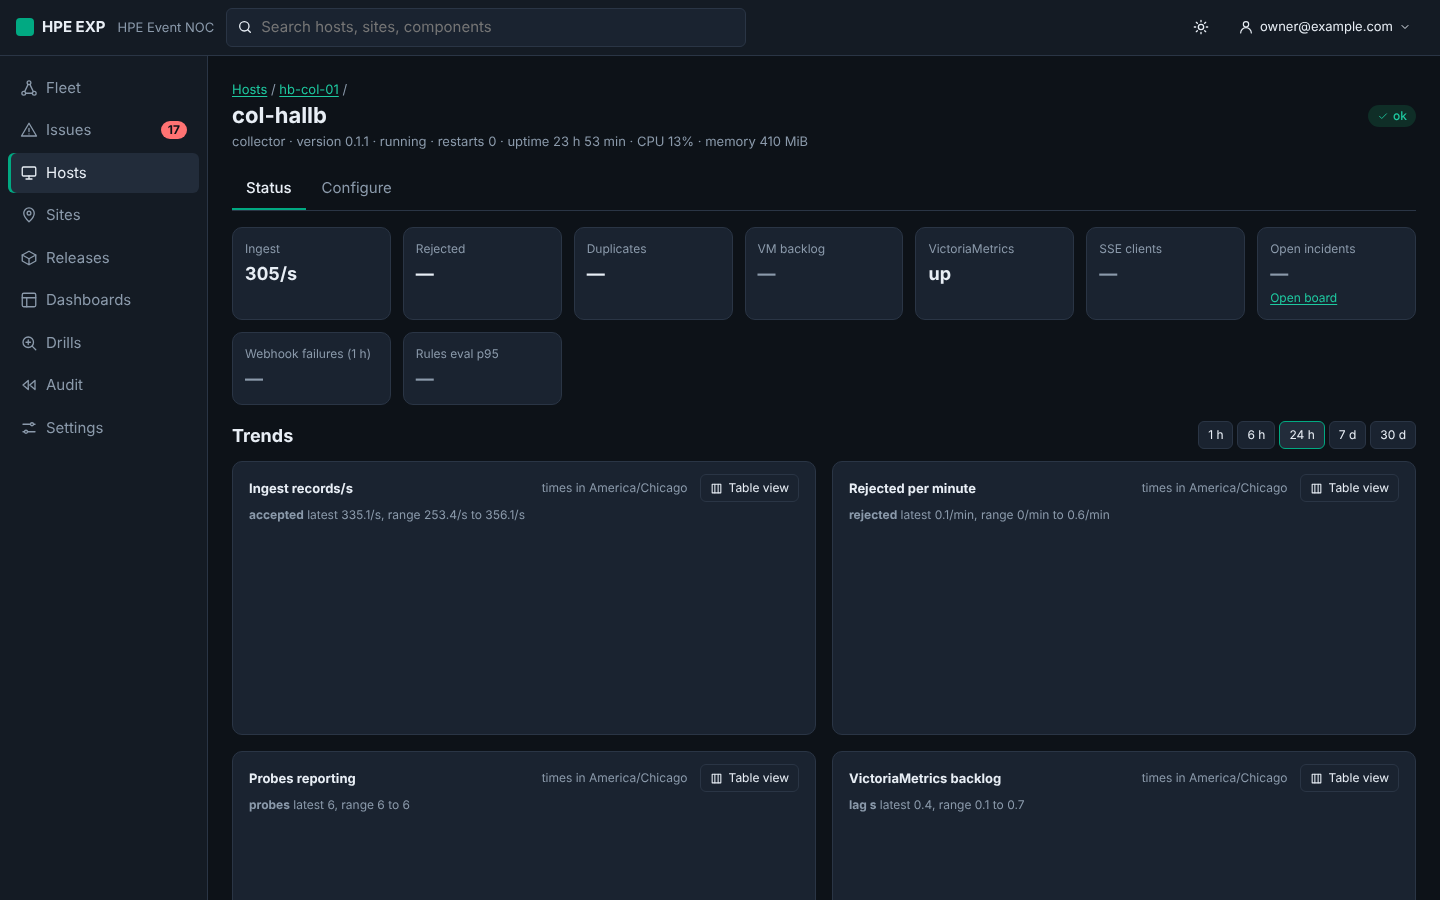 HPE EXP HPE Event NOC Search hosts, sites, components owner@example.com
Fleet
Issues 17
Hosts
Sites
Releases
Dashboards
Drills
Audit
Settings
Hosts / hb-col-01 /
col-hallb ok
collector · version 0.1.1 · running · restarts 0 · uptime 23 h 53 min · CPU 13% · memory 410 MiB
Status Configure
Ingest Rejected Duplicates VM backlog VictoriaMetrics SSE clients Open incidents
305/s — — — up — —
Open board
Webhook failures (1 h) Rules eval p95
— —
Trends 1 h 6 h 24 h 7 d 30 d
Ingest records/s times in America/Chicago Table view
accepted latest 335.1/s, range 253.4/s to 356.1/s
Rejected per minute times in America/Chicago Table view
rejected latest 0.1/min, range 0/min to 0.6/min
Probes reporting times in America/Chicago Table view
probes latest 6, range 6 to 6
VictoriaMetrics backlog times in America/Chicago Table view
lag s latest 0.4, range 0.1 to 0.7